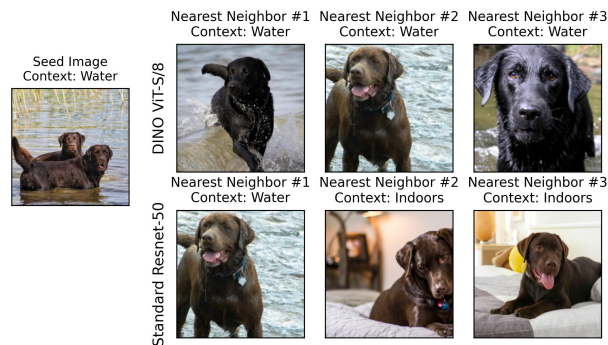 Seed Image
Context: Water
DINO ViT-S/8
Nearest Neighbor #1
Context: Water
Nearest Neighbor #2
Context: Water
Nearest Neighbor #3
Context: Water
Standard Resnet-50
Nearest Neighbor #1
Context: Water
Nearest Neighbor #2
Context: Indoors
Nearest Neighbor #3
Context: Indoors